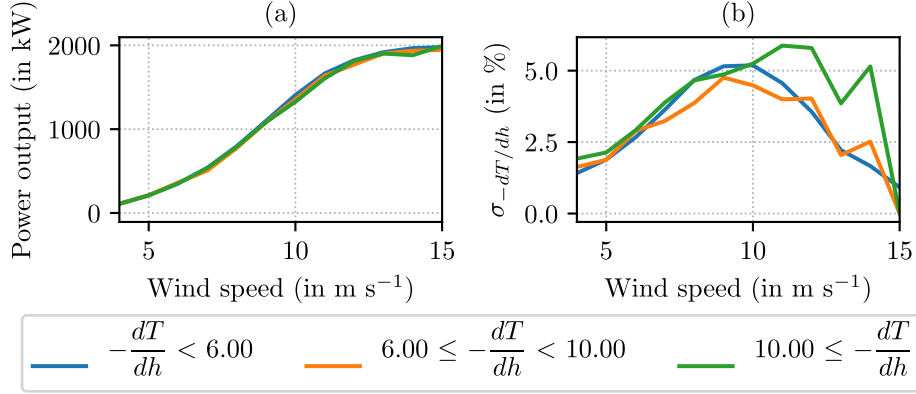 (a)
Power output (in kW)
2000
1000
0
5
10
15
Wind speed (in m s⁻¹)
(b)
σ₋dT/dh (in %)
5.0
2.5
0.0
5
10
15
Wind speed (in m s⁻¹)
−dT/dh < 6.00
6.00 ≤ −dT/dh < 10.00
10.00 ≤ −dT/dh